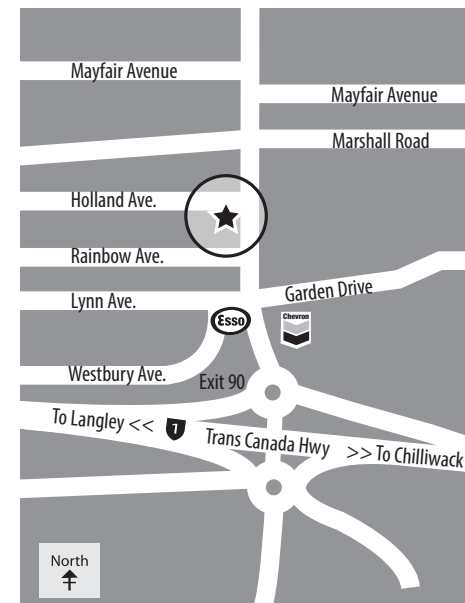 Mayfair Avenue
Mayfair Avenue
Marshall Road
Holland Ave.
Rainbow Ave.
Lynn Ave.
Garden Drive
Esso
Chevron
Westbury Ave.
Exit 90
To Langley <<
1
Trans Canada Hwy
>> To Chilliwack
North